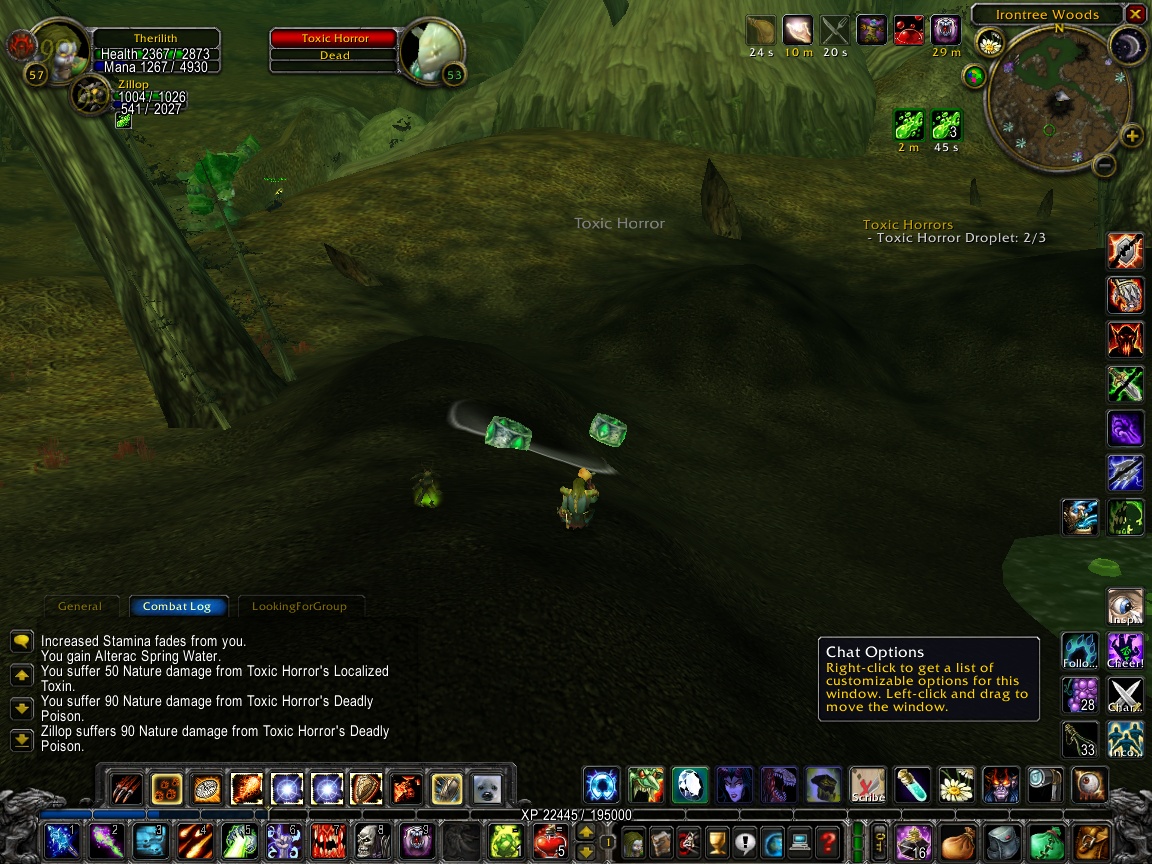 Therilith
Health 2367 / 2873
Mana 1267 / 4930
57
Zillop
1004 / 1026
541 / 2027
Toxic Horror
Dead
53
24 s
10 m
20 s
29 m
Irontree Woods
N
3
2 m
45 s
Toxic Horror
Toxic Horrors
- Toxic Horror Droplet: 2/3
General
Combat Log
LookingForGroup
Increased Stamina fades from you.
You gain Alterac Spring Water.
You suffer 50 Nature damage from Toxic Horror's Localized
Toxin.
You suffer 90 Nature damage from Toxic Horror's Deadly
Poison.
Zillop suffers 90 Nature damage from Toxic Horror's Deadly
Poison.
Chat Options
Right-click to get a list of
customizable options for this
window. Left-click and drag to
move the window.
Inspe
Follo...
Cheer!
28
Char...
33
Scribe
XP 22445 / 195000
1
2
3
4
5
6
7
8
9
5
1
16